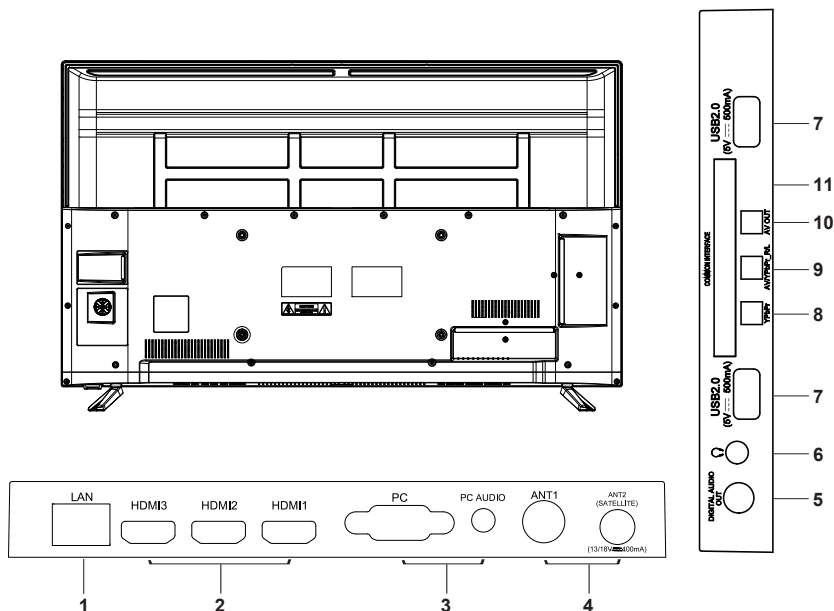 USB2.0
(5V ⎓ 500mA)
7
11
AV OUT
10
COMMON INTERFACE
AV/YPbPr_R/L
9
YPbPr
8
USB2.0
(5V ⎓ 500mA)
7
6
DIGITAL AUDIO
OUT
5
LAN
HDMI3
HDMI2
HDMI1
PC
PC AUDIO
ANT1
ANT2
(SATELLITE)
(13/18V⎓400mA)
1
2
3
4